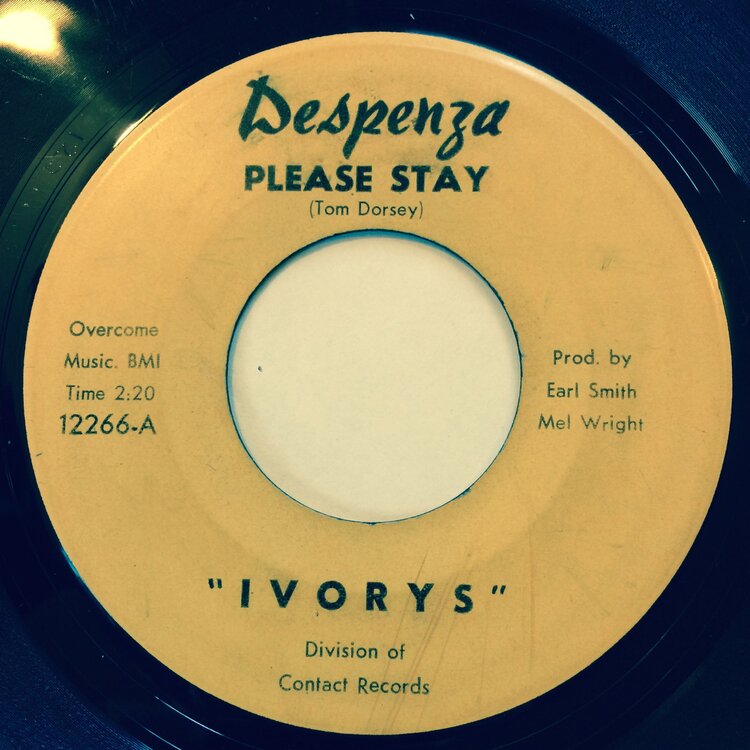 Despenza
PLEASE STAY
(Tom Dorsey)
Overcome
Music. BMI
Time 2:20
12266-A
Prod. by
Earl Smith
Mel Wright
"IVORYS"
Division of
Contact Records